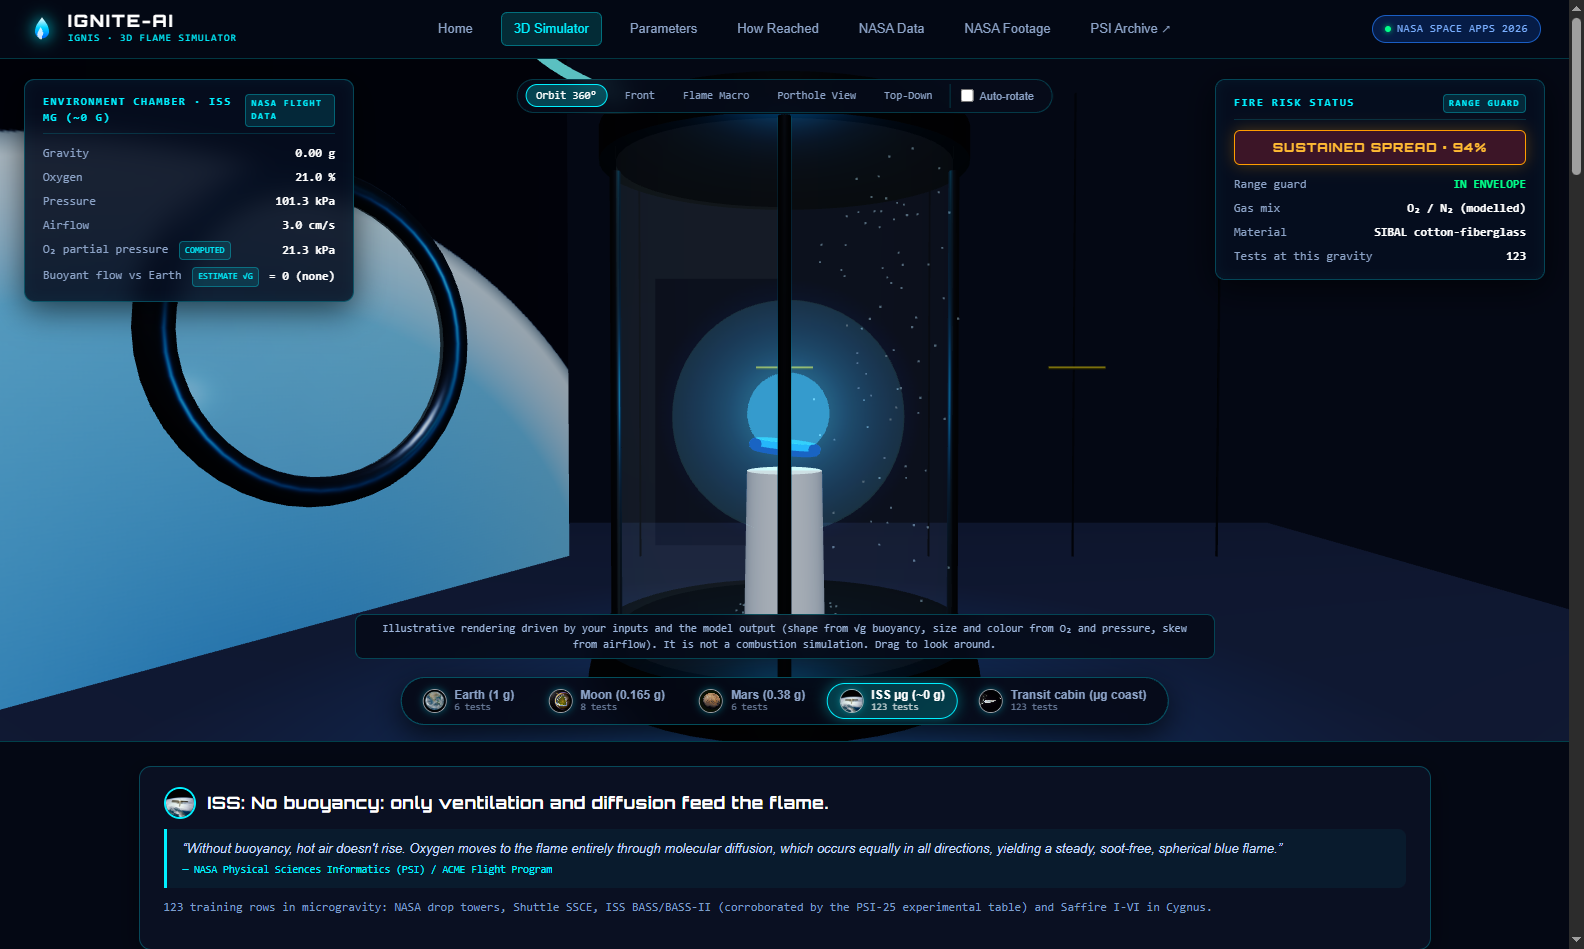 IGNITE-AI
IGNIS · 3D FLAME SIMULATOR
Home
3D Simulator
Parameters
How Reached
NASA Data
NASA Footage
PSI Archive ↗
NASA SPACE APPS 2026
ENVIRONMENT CHAMBER · ISS
MG (~0 G)
NASA FLIGHT
DATA
Gravity 0.00 g
Oxygen 21.0 %
Pressure 101.3 kPa
Airflow 3.0 cm/s
O₂ partial pressure COMPUTED 21.3 kPa
Buoyant flow vs Earth ESTIMATE √G = 0 (none)
Orbit 360°
Front
Flame Macro
Porthole View
Top-Down
Auto-rotate
FIRE RISK STATUS
RANGE GUARD
SUSTAINED SPREAD · 94%
Range guard IN ENVELOPE
Gas mix O₂ / N₂ (modelled)
Material SIBAL cotton-fiberglass
Tests at this gravity 123
Illustrative rendering driven by your inputs and the model output (shape from √g buoyancy, size and colour from O₂ and pressure, skew
from airflow). It is not a combustion simulation. Drag to look around.
Earth (1 g)
6 tests
Moon (0.165 g)
8 tests
Mars (0.38 g)
6 tests
ISS µg (~0 g)
123 tests
Transit cabin (µg coast)
123 tests
ISS: No buoyancy: only ventilation and diffusion feed the flame.
“Without buoyancy, hot air doesn't rise. Oxygen moves to the flame entirely through molecular diffusion, which occurs equally in all directions, yielding a steady, soot-free, spherical blue flame.”
— NASA Physical Sciences Informatics (PSI) / ACME Flight Program
123 training rows in microgravity: NASA drop towers, Shuttle SSCE, ISS BASS/BASS-II (corroborated by the PSI-25 experimental table) and Saffire I-VI in Cygnus.